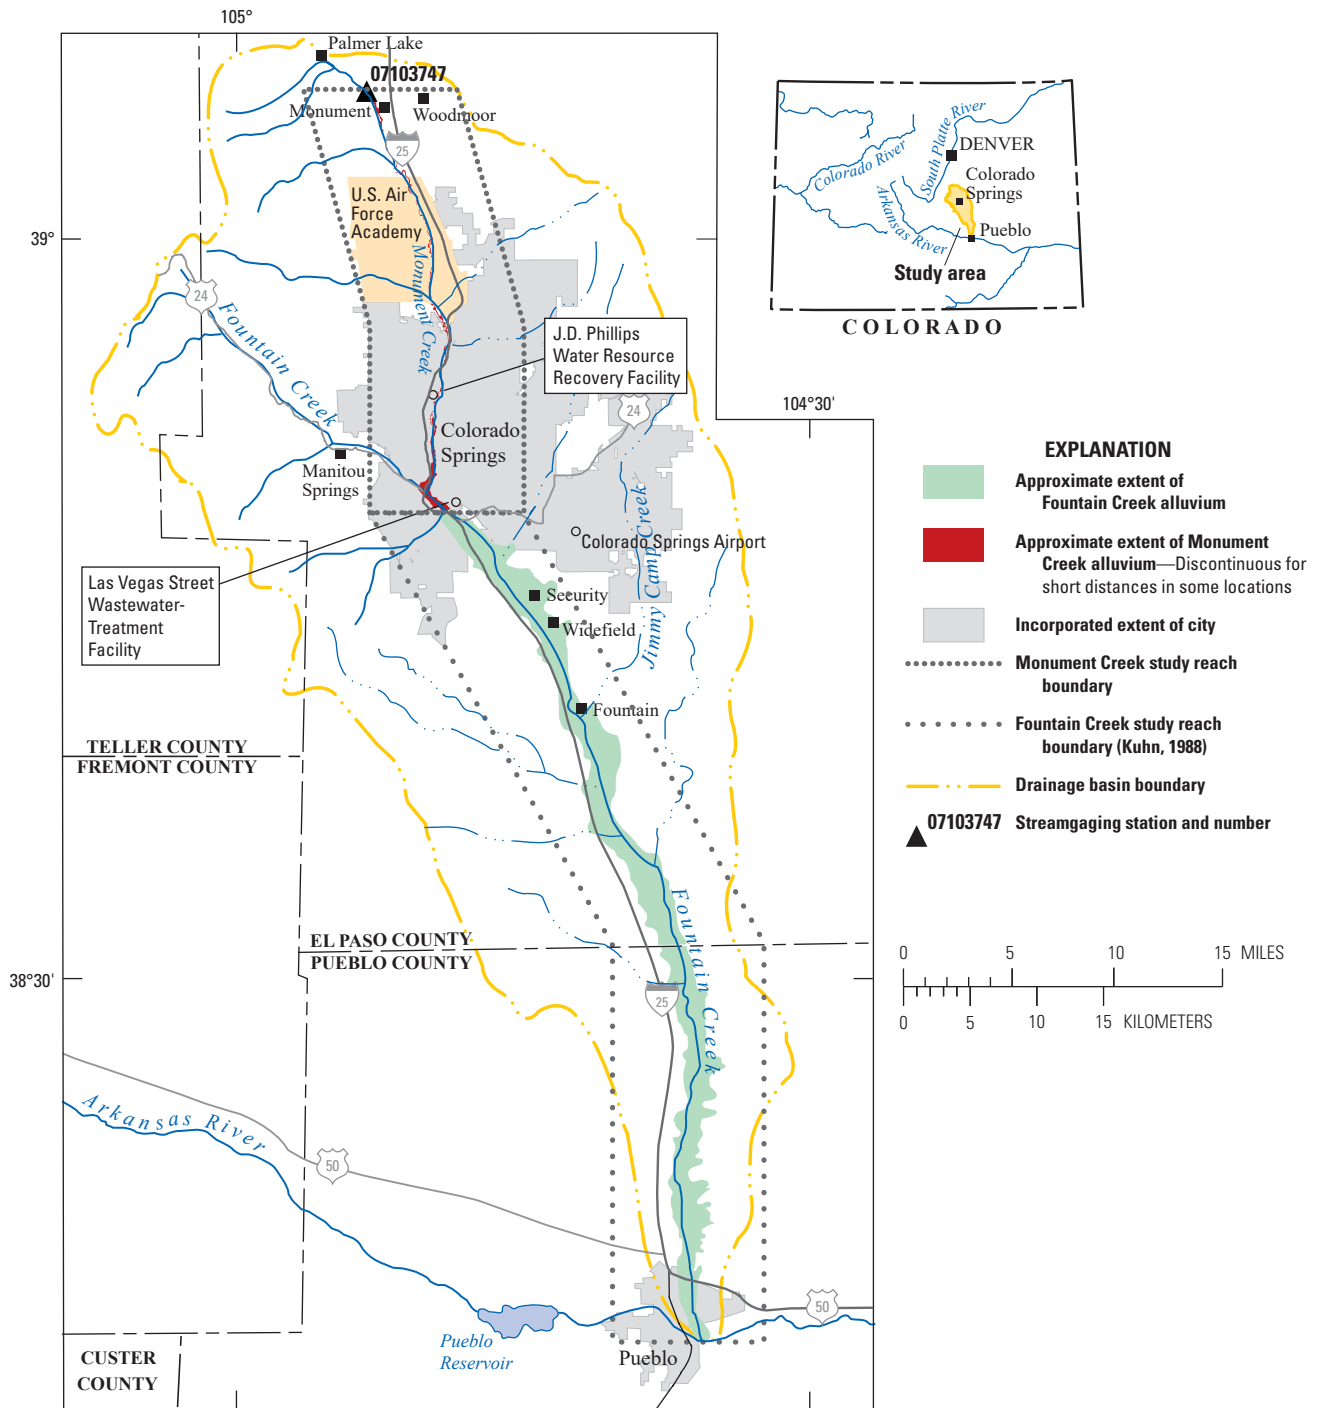 105°
Palmer Lake
07103747
Monument
Woodmoor
25
U.S. Air
Force
Academy
39°
Monument Creek
24
Fountain Creek
J.D. Phillips
Water Resource
Recovery Facility
24
104°30'
Colorado
Springs
Manitou
Springs
Jimmy Camp Creek
Colorado Springs Airport
Las Vegas Street
Wastewater-
Treatment
Facility
Security
Widefield
Fountain
TELLER COUNTY
FREMONT COUNTY
Fountain Creek
EL PASO COUNTY
PUEBLO COUNTY
38°30'
25
Arkansas River
50
50
Pueblo
Reservoir
Pueblo
CUSTER
COUNTY
South Platte River
DENVER
Colorado River
Colorado
Springs
Arkansas River
Pueblo
Study area
COLORADO
EXPLANATION
Approximate extent of
Fountain Creek alluvium
Approximate extent of Monument
Creek alluvium—Discontinuous for
short distances in some locations
Incorporated extent of city
Monument Creek study reach
boundary
Fountain Creek study reach
boundary (Kuhn, 1988)
Drainage basin boundary
07103747 Streamgaging station and number
0 5 10 15 MILES
0 5 10 15 KILOMETERS